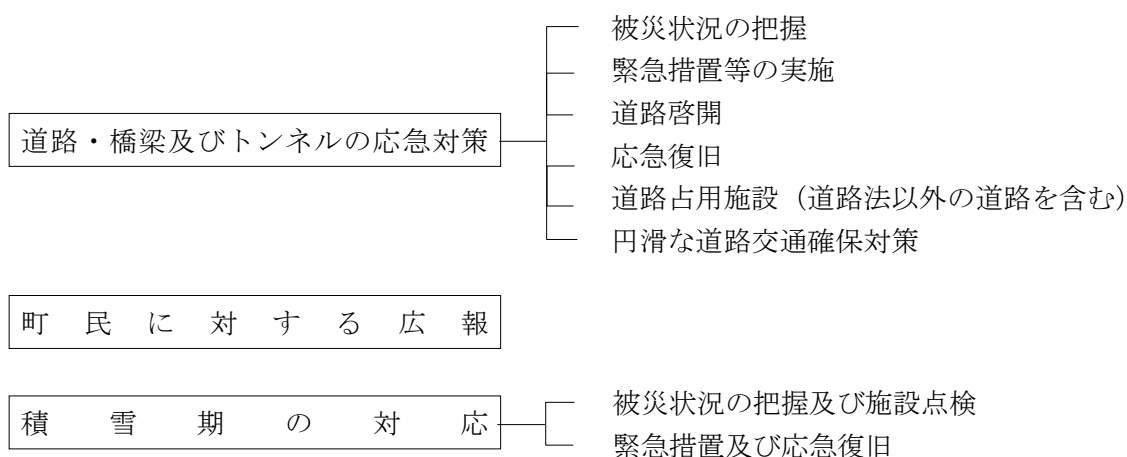 被災状況の把握
緊急措置等の実施
道路啓開
道路・橋梁及びトンネルの応急対策
応急復旧
道路占用施設（道路法以外の道路を含む）
円滑な道路交通確保対策
町民に対する広報
被災状況の把握及び施設点検
積雪期の対応
緊急措置及び応急復旧